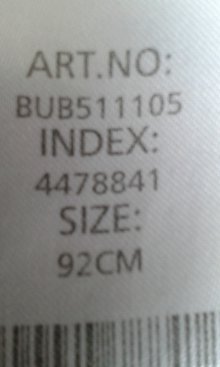 ART.NO:
BUB511105
INDEX:
4478841
SIZE:
92CM